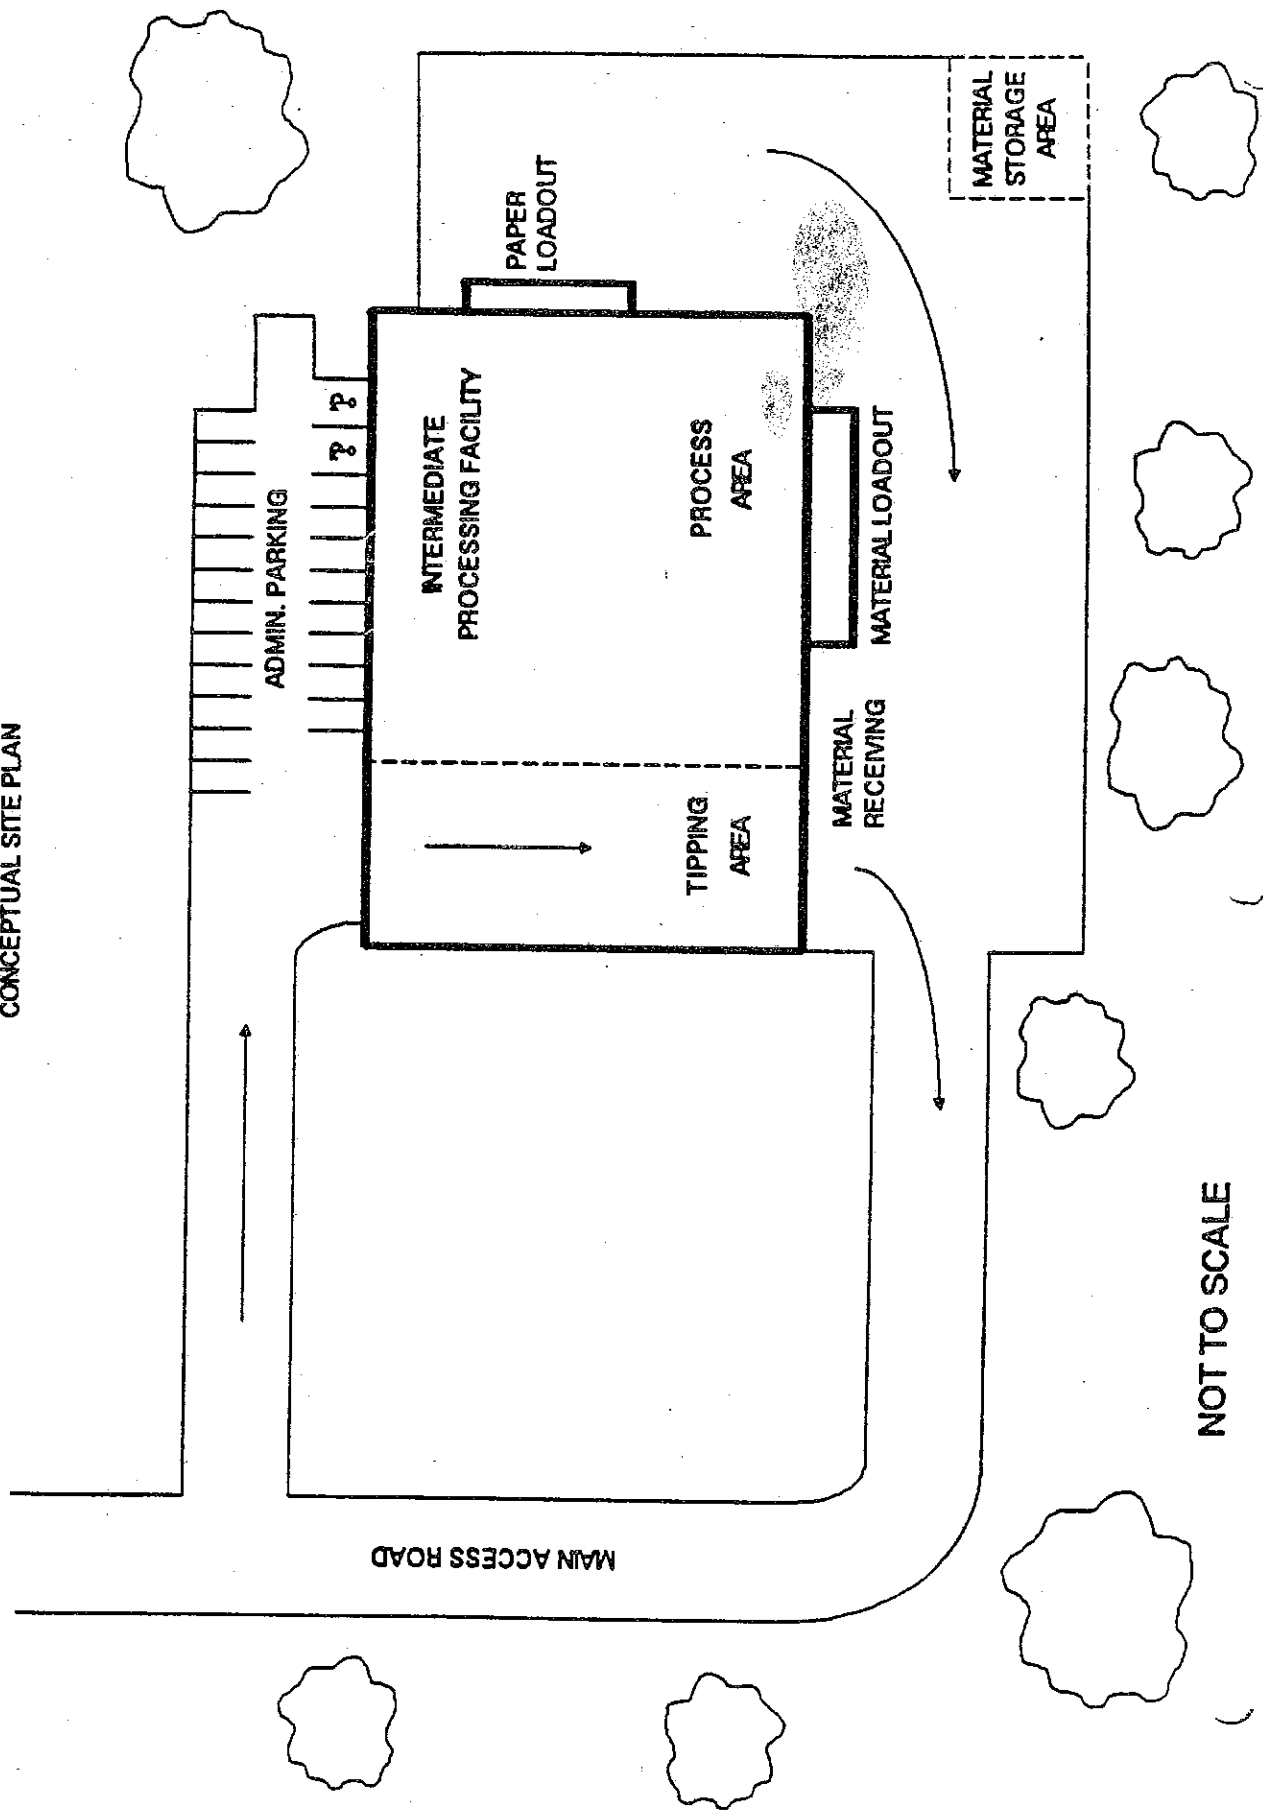 CONCEPTUAL SITE PLAN
ADMIN. PARKING
?
?
INTERMEDIATE
PROCESSING FACILITY
PAPER
LOADOUT
TIPPING
AREA
PROCESS
AREA
MATERIAL
RECEIVING
MATERIAL LOADOUT
MATERIAL
STORAGE
AREA
MAIN ACCESS ROAD
NOT TO SCALE